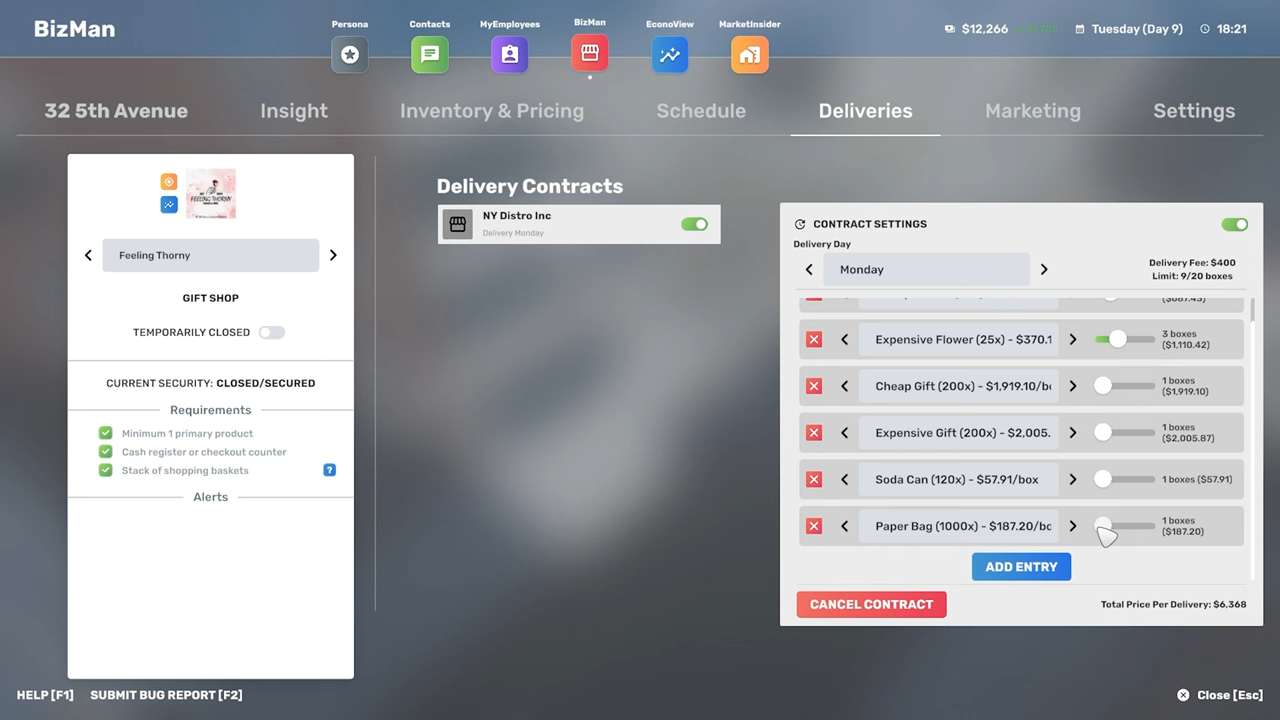 BizMan
Persona
Contacts
MyEmployees
BizMan
EconoView
MarketInsider
$12,266
Tuesday (Day 9)
18:21
32 5th Avenue
Insight
Inventory & Pricing
Schedule
Deliveries
Marketing
Settings
FEELING THORNY
Feeling Thorny
GIFT SHOP
TEMPORARILY CLOSED
CURRENT SECURITY: CLOSED/SECURED
Requirements
Minimum 1 primary product
Cash register or checkout counter
Stack of shopping baskets
?
Alerts
Delivery Contracts
NY Distro Inc
Delivery Monday
CONTRACT SETTINGS
Delivery Day
Monday
Delivery Fee: $400
Limit: 9/20 boxes
Expensive Flower (25x) - $370.1
3 boxes
($1,110.42)
Cheap Gift (200x) - $1,919.10/bo
1 boxes
($1,919.10)
Expensive Gift (200x) - $2,005.
1 boxes
($2,005.87)
Soda Can (120x) - $57.91/box
1 boxes ($57.91)
Paper Bag (1000x) - $187.20/bo
1 boxes
($187.20)
ADD ENTRY
CANCEL CONTRACT
Total Price Per Delivery: $6,368
HELP [F1]
SUBMIT BUG REPORT [F2]
Close [Esc]